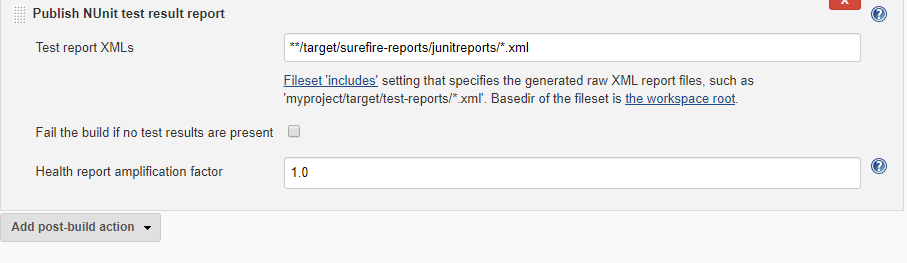 Publish NUnit test result report
X
?
Test report XMLs
**/target/surefire-reports/junitreports/*.xml
Fileset 'includes' setting that specifies the generated raw XML report files, such as
'myproject/target/test-reports/*.xml'. Basedir of the fileset is the workspace root.
Fail the build if no test results are present
Health report amplification factor
1.0
?
Add post-build action